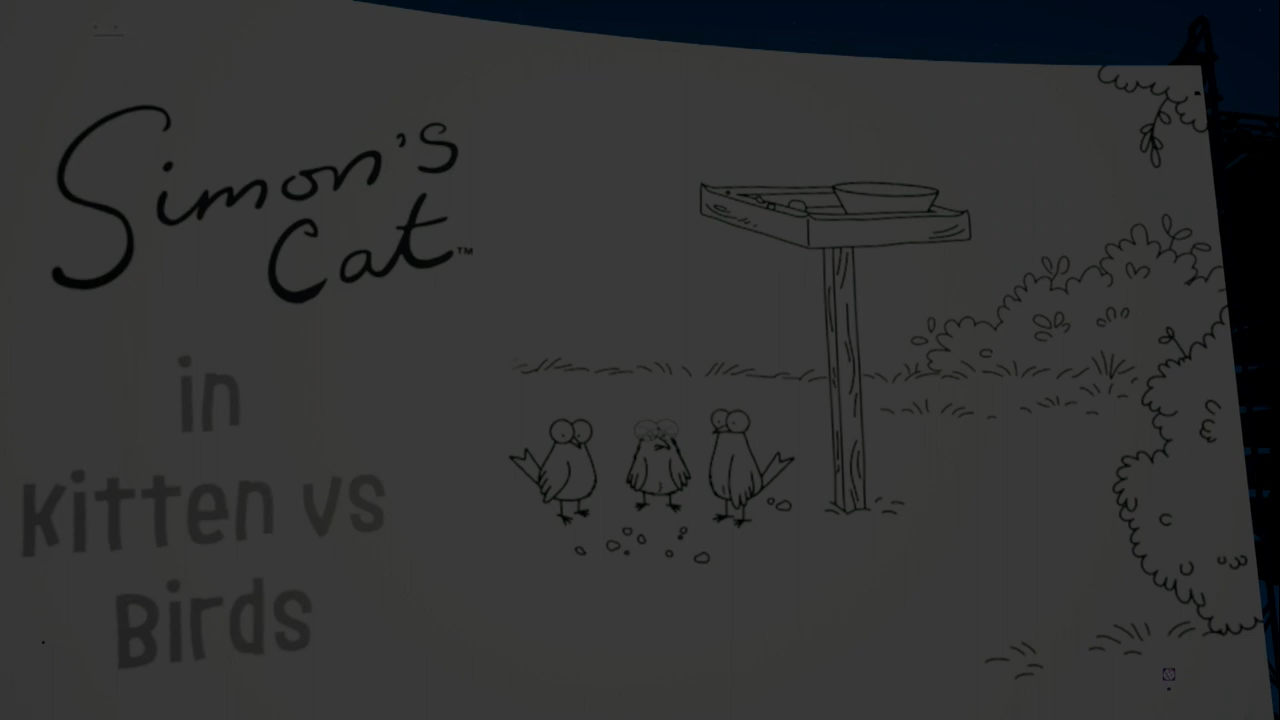 Simon's
Cat™
in
Kitten vs
Birds